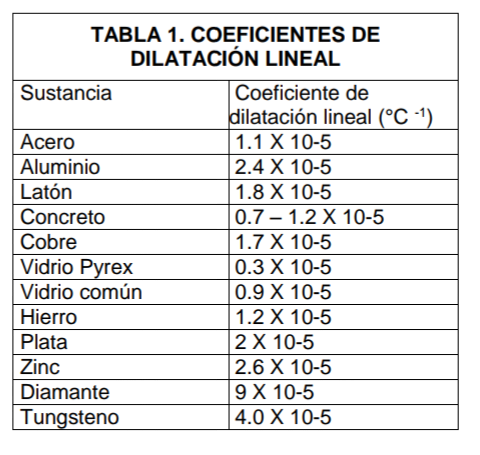 TABLA 1. COEFICIENTES DE
DILATACIÓN LINEAL
Sustancia Coeficiente de
dilatación lineal (°C -1)
Acero 1.1 X 10-5
Aluminio 2.4 X 10-5
Latón 1.8 X 10-5
Concreto 0.7 – 1.2 X 10-5
Cobre 1.7 X 10-5
Vidrio Pyrex 0.3 X 10-5
Vidrio común 0.9 X 10-5
Hierro 1.2 X 10-5
Plata 2 X 10-5
Zinc 2.6 X 10-5
Diamante 9 X 10-5
Tungsteno 4.0 X 10-5